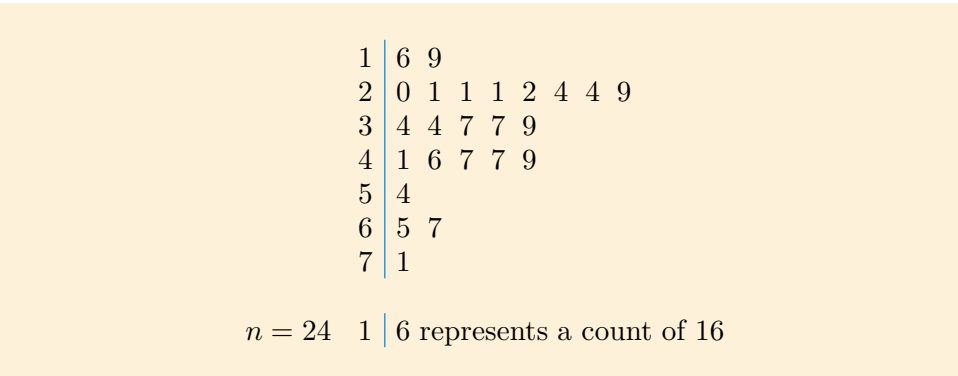 1 | 6 9
2 | 0 1 1 1 2 4 4 9
3 | 4 4 7 7 9
4 | 1 6 7 7 9
5 | 4
6 | 5 7
7 | 1
n = 24 1 | 6 represents a count of 16